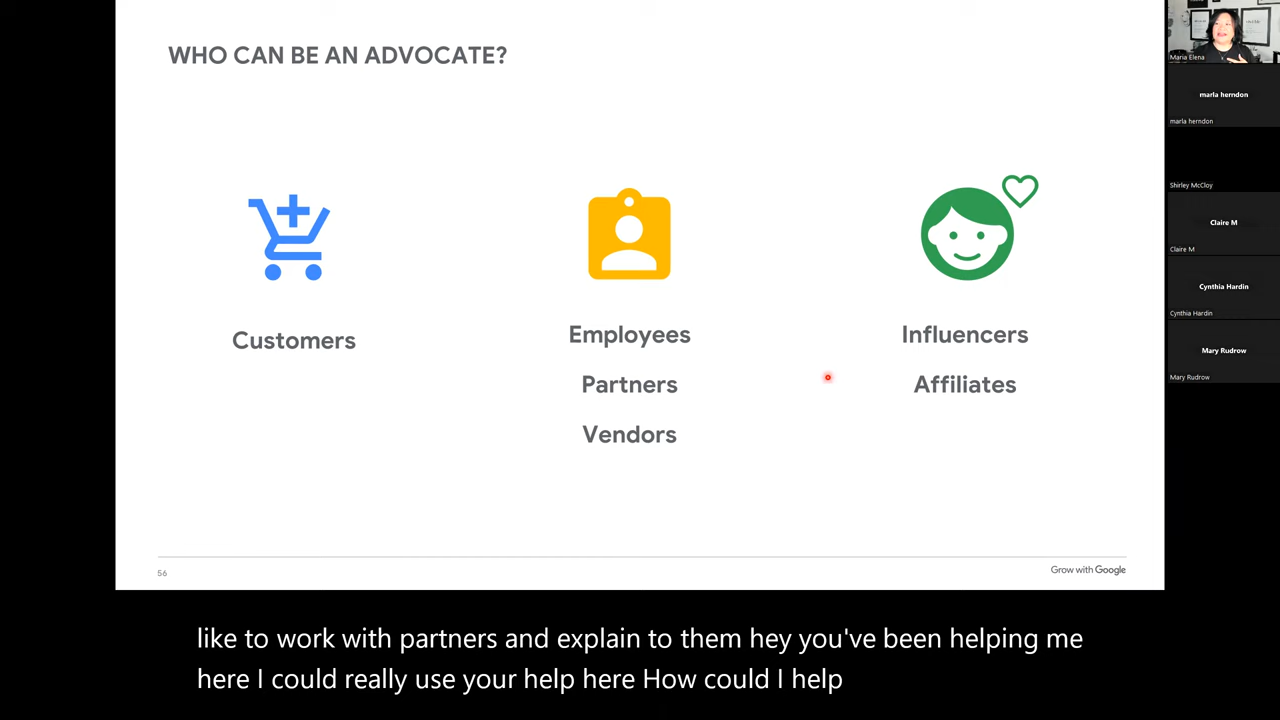 WHO CAN BE AN ADVOCATE?
Customers
Employees
Partners
Vendors
Influencers
Affiliates
56
Grow with Google
like to work with partners and explain to them hey you've been helping me
here I could really use your help here How could I help
Maria Elena
marla herndon
marla herndon
Shirley McCloy
Claire M
Claire M
Cynthia Hardin
Cynthia Hardin
Mary Rudrow
Mary Rudrow